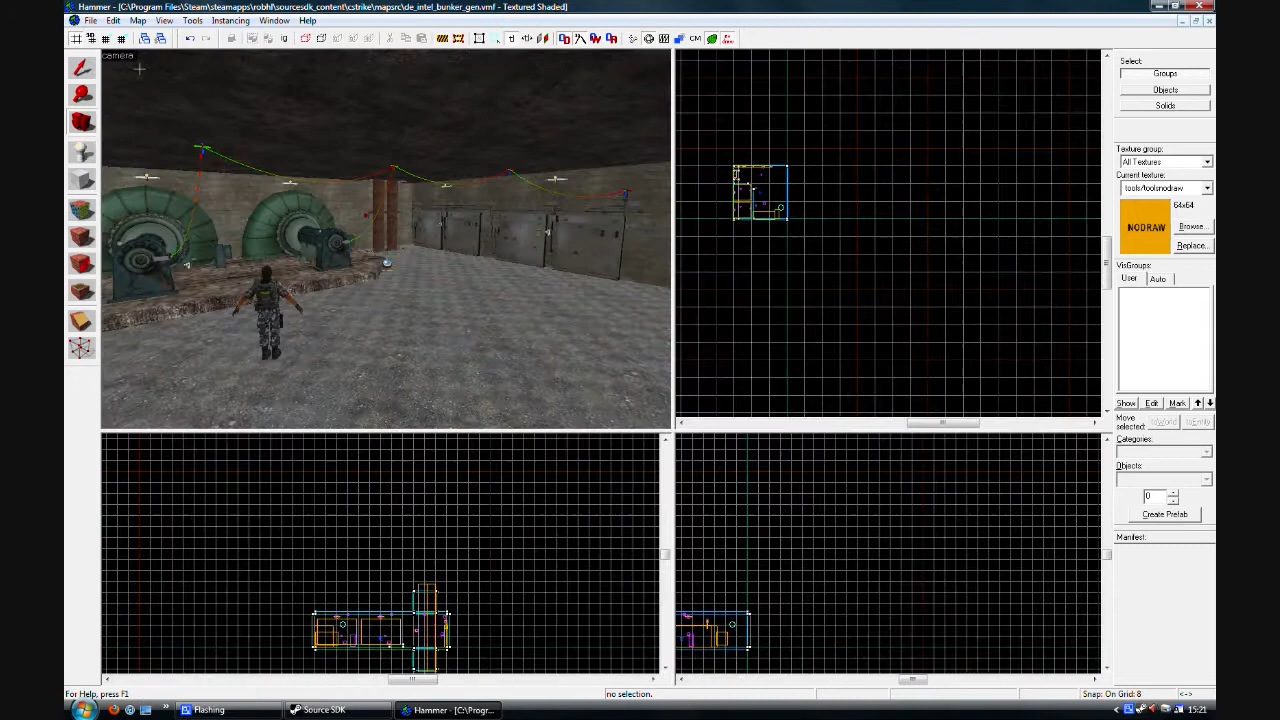 Hammer - [C:\Program Files\Steam\steamapps\robhl\sourcesdk_content\cstrike\mapsrc\de_intel_bunker_gen.vmf - Textured Shaded]
File Edit Map View Tools Instancing Window Help
CM
camera
Select:
Groups
Objects
Solids
Texture group:
All Textures
Current texture:
tools/toolsnodraw
NODRAW
64x64
Browse...
Replace...
VisGroups:
User Auto
Show Edit Mark
Move selected: toWorld toEntity
Categories:
Objects:
0
Create Prefab
Manifest:
For Help, press F1
no selection.
Snap: On Grid: 8
<->
Flashing
Source SDK
Hammer - [C:\Progr...
15:21